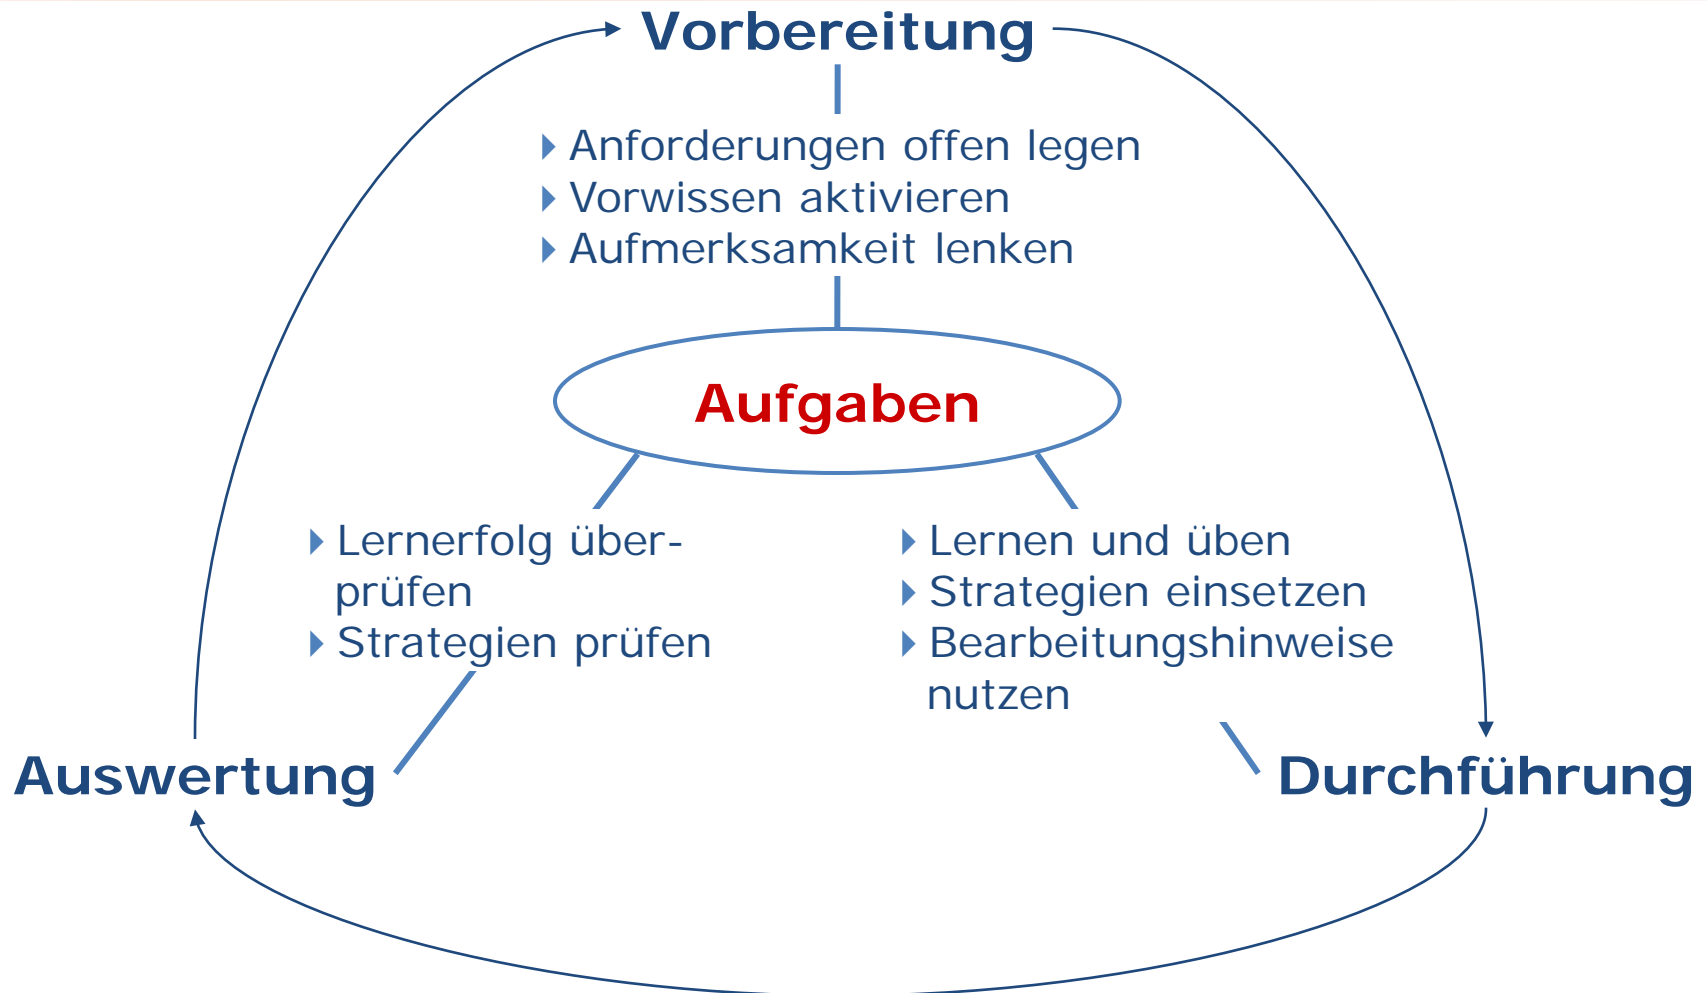 Vorbereitung
Anforderungen offen legen
Vorwissen aktivieren
Aufmerksamkeit lenken
Aufgaben
Lernerfolg über-
prüfen
Strategien prüfen
Lernen und üben
Strategien einsetzen
Bearbeitungshinweise
nutzen
Auswertung
Durchführung